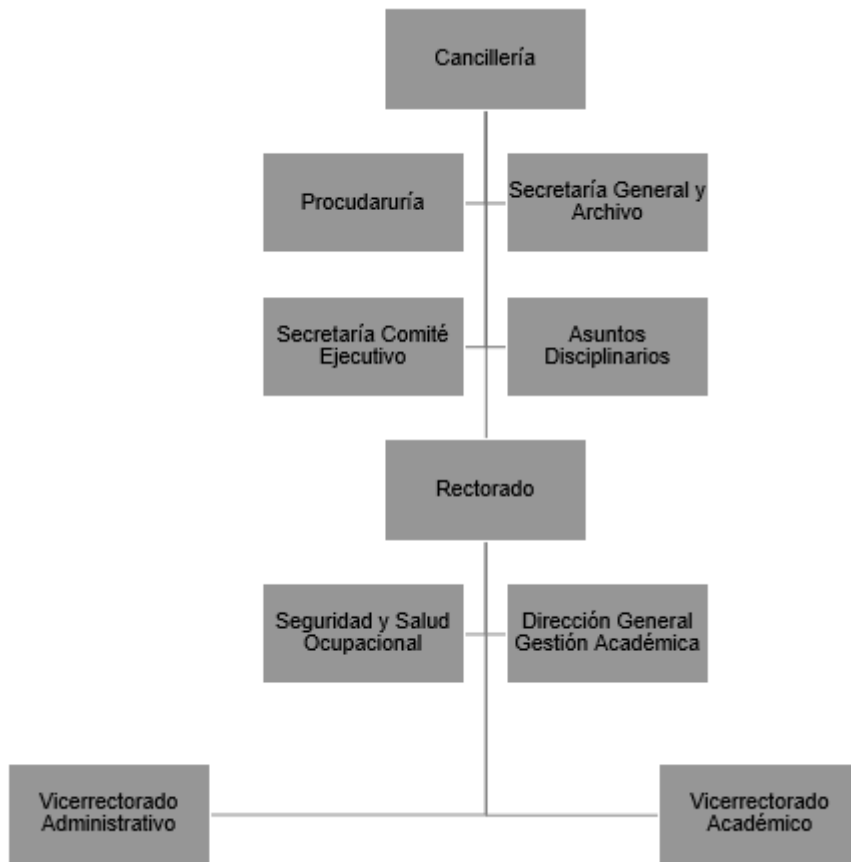 Cancillería
Procudaruría
Secretaría General y
Archivo
Secretaría Comité
Ejecutivo
Asuntos
Disciplinarios
Rectorado
Seguridad y Salud
Ocupacional
Dirección General
Gestión Académica
Vicerrectorado
Administrativo
Vicerrectorado
Académico